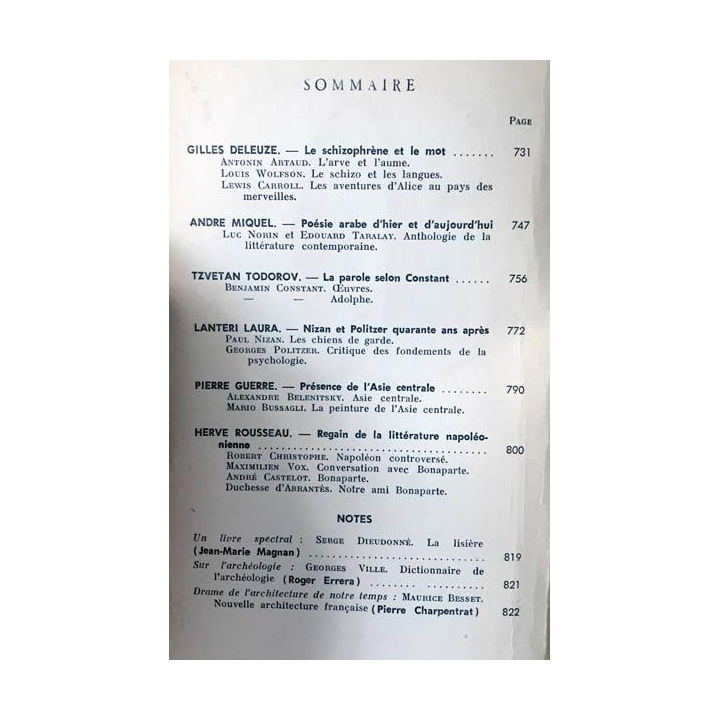 SOMMAIRE
PAGE
GILLES DELEUZE. — Le schizophrène et le mot ....... 731
ANTONIN ARTAUD. L'arve et l'aume.
LOUIS WOLFSON. Le schizo et les langues.
LEWIS CARROLL. Les aventures d'Alice au pays des
merveilles.
ANDRE MIQUEL. — Poésie arabe d'hier et d'aujourd'hui 747
LUC NORIN et EDOUARD TARALAY. Anthologie de la
littérature contemporaine.
TZVETAN TODOROV. — La parole selon Constant ...... 756
BENJAMIN CONSTANT. Œuvres.
— — Adolphe.
LANTERI LAURA. — Nizan et Politzer quarante ans après 772
PAUL NIZAN. Les chiens de garde.
GEORGES POLITZER. Critique des fondements de la
psychologie.
PIERRE GUERRE. — Présence de l'Asie centrale ........ 790
ALEXANDRE BELENITSKY. Asie centrale.
MARIO BUSSAGLI. La peinture de l'Asie centrale.
HERVE ROUSSEAU. — Regain de la littérature napoléo-
nienne ........................................ 800
ROBERT CHRISTOPHE. Napoléon controversé.
MAXIMILIEN VOX. Conversation avec Bonaparte.
ANDRÉ CASTELOT. Bonaparte.
Duchesse d'ABRANTÈS. Notre ami Bonaparte.
NOTES
Un livre spectral : SERGE DIEUDONNÉ. La lisière
(Jean-Marie Magnan) ............................... 819
Sur l'archéologie : GEORGES VILLE. Dictionnaire de
l'archéologie (Roger Errera) ....... ............... 821
Drame de l'architecture de notre temps : MAURICE BESSET.
Nouvelle architecture française (Pierre Charpentrat) 822